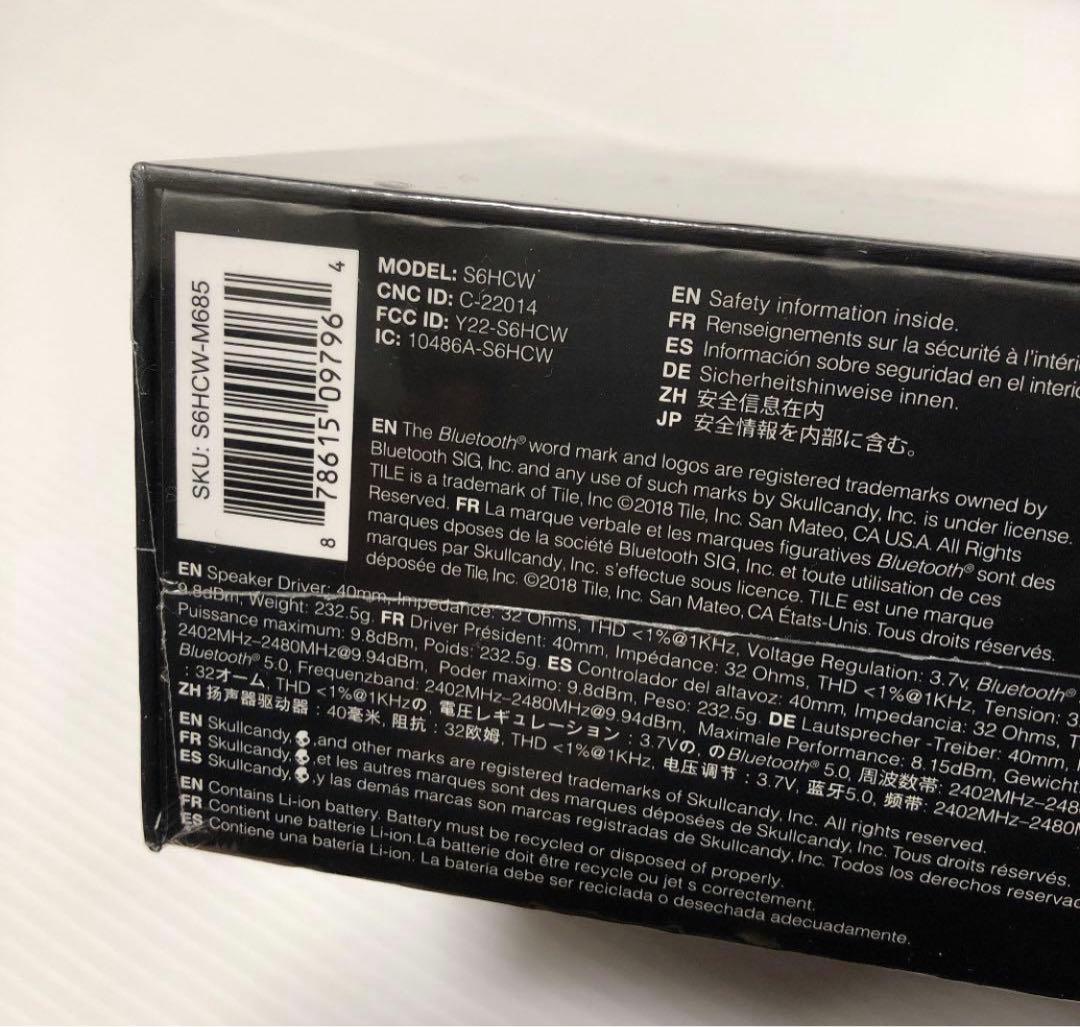 SKU: S6HCW-M685
8 78615 09796 4
MODEL: S6HCW
CNC ID: C-22014
FCC ID: Y22-S6HCW
IC: 10486A-S6HCW
EN Safety information inside.
FR Renseignements sur la sécurité à l'intéri
ES Información sobre seguridad en el interio
DE Sicherheitshinweise innen.
ZH 安全信息在内
JP 安全情報を内部に含む。
EN The Bluetooth® word mark and logos are registered trademarks owned by
Bluetooth SIG, Inc. and any use of such marks by Skullcandy, Inc. is under license.
TILE is a trademark of Tile, Inc ©2018 Tile, Inc. San Mateo, CA U.S.A. All Rights
Reserved. FR La marque verbale et les marques figuratives Bluetooth® sont des
marques dposes de la société Bluetooth SIG, Inc. et toute utilisation de ces
marques par Skullcandy, Inc. s'effectue sous licence. TILE est une marque
déposée de Tile, Inc. ©2018 Tile, Inc. San Mateo, CA États-Unis. Tous droits réservés.
EN Speaker Driver: 40mm, Impedance: 32 Ohms, THD <1%@1KHz, Voltage Regulation: 3.7V, Bluetooth®
9.8dBm, Weight: 232.5g. FR Driver Président: 40mm, Impédance: 32 Ohms, THD <1%@1KHz, Tension: 3
Puissance maximum: 9.8dBm, Poids: 232.5g. ES Controlador del altavoz: 40mm, Impedancia: 32 Ohms, T
2402MHz–2480MHz@9.94dBm, Poder maximo: 9.8dBm, Peso: 232.5g. DE Lautsprecher -Treiber: 40mm,
Bluetooth® 5.0, Frequenzband: 2402MHz–2480MHz@9.94dBm, Maximale Performance: 8.15dBm, Gewicht
: 32オーム, THD <1%@1KHzの, 電圧レギュレーション : 3.7Vの, のBluetooth® 5.0, 周波数帯: 2402MHz–248
ZH 扬声器驱动器 : 40毫米, 阻抗 : 32欧姆, THD <1%@1KHz, 电压调节 : 3.7V, 蓝牙5.0, 频带: 2402MHz–2480M
EN Skullcandy, ,and other marks are registered trademarks of Skullcandy, Inc. All rights reserved.
FR Skullcandy, ,et les autres marques sont des marques déposées de Skullcandy, Inc. Tous droits réservés.
ES Skullcandy, ,y las demás marcas son marcas registradas de Skullcandy, Inc. Todos los derechos reservad
EN Contains Li-ion battery. Battery must be recycled or disposed of properly.
FR Contient une batterie Li-ion.La batterie doit être recycle ou jet s correctement.
ES Contiene una batería Li-ion. La batería debe ser reciclada o desechada adecuadamente.